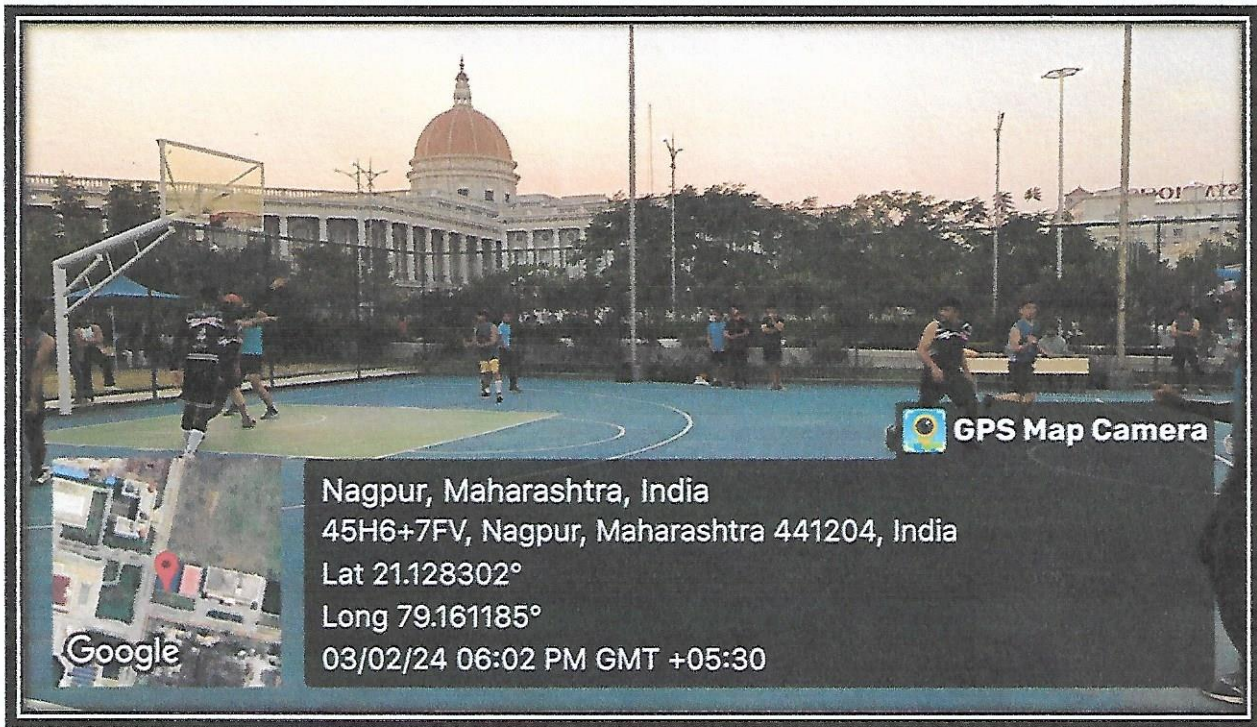 GPS Map Camera
Nagpur, Maharashtra, India
45H6+7FV, Nagpur, Maharashtra 441204, India
Lat 21.128302°
Long 79.161185°
03/02/24 06:02 PM GMT +05:30
Google